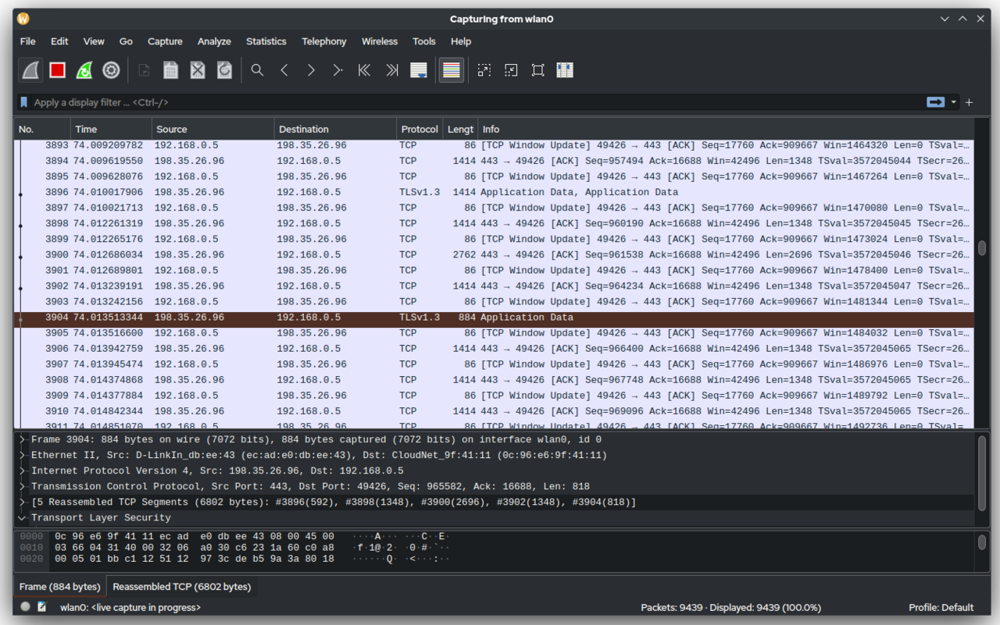 Capturing from wlan0
File Edit View Go Capture Analyze Statistics Telephony Wireless Tools Help
Apply a display filter ... <Ctrl-/>
No. Time Source Destination Protocol Lengt Info
3893 74.009209782 192.168.0.5 198.35.26.96 TCP 86 [TCP Window Update] 49426 → 443 [ACK] Seq=17760 Ack=909667 Win=1464320 Len=0 TSval=…
3894 74.009619550 198.35.26.96 192.168.0.5 TCP 1414 443 → 49426 [ACK] Seq=957494 Ack=16688 Win=42496 Len=1348 TSval=3572045044 TSecr=26…
3895 74.009628076 192.168.0.5 198.35.26.96 TCP 86 [TCP Window Update] 49426 → 443 [ACK] Seq=17760 Ack=909667 Win=1467264 Len=0 TSval=…
3896 74.010017906 198.35.26.96 192.168.0.5 TLSv1.3 1414 Application Data, Application Data
3897 74.010021713 192.168.0.5 198.35.26.96 TCP 86 [TCP Window Update] 49426 → 443 [ACK] Seq=17760 Ack=909667 Win=1470080 Len=0 TSval=…
3898 74.012261319 198.35.26.96 192.168.0.5 TCP 1414 443 → 49426 [ACK] Seq=960190 Ack=16688 Win=42496 Len=1348 TSval=3572045045 TSecr=26…
3899 74.012265176 192.168.0.5 198.35.26.96 TCP 86 [TCP Window Update] 49426 → 443 [ACK] Seq=17760 Ack=909667 Win=1473024 Len=0 TSval=…
3900 74.012686034 198.35.26.96 192.168.0.5 TCP 2762 443 → 49426 [ACK] Seq=961538 Ack=16688 Win=42496 Len=2696 TSval=3572045046 TSecr=26…
3901 74.012689801 192.168.0.5 198.35.26.96 TCP 86 [TCP Window Update] 49426 → 443 [ACK] Seq=17760 Ack=909667 Win=1478400 Len=0 TSval=…
3902 74.013239191 198.35.26.96 192.168.0.5 TCP 1414 443 → 49426 [ACK] Seq=964234 Ack=16688 Win=42496 Len=1348 TSval=3572045047 TSecr=26…
3903 74.013242156 192.168.0.5 198.35.26.96 TCP 86 [TCP Window Update] 49426 → 443 [ACK] Seq=17760 Ack=909667 Win=1481344 Len=0 TSval=…
3904 74.013513344 198.35.26.96 192.168.0.5 TLSv1.3 884 Application Data
3905 74.013516600 192.168.0.5 198.35.26.96 TCP 86 [TCP Window Update] 49426 → 443 [ACK] Seq=17760 Ack=909667 Win=1484032 Len=0 TSval=…
3906 74.013942759 198.35.26.96 192.168.0.5 TCP 1414 443 → 49426 [ACK] Seq=966400 Ack=16688 Win=42496 Len=1348 TSval=3572045065 TSecr=26…
3907 74.013945474 192.168.0.5 198.35.26.96 TCP 86 [TCP Window Update] 49426 → 443 [ACK] Seq=17760 Ack=909667 Win=1486976 Len=0 TSval=…
3908 74.014374868 198.35.26.96 192.168.0.5 TCP 1414 443 → 49426 [ACK] Seq=967748 Ack=16688 Win=42496 Len=1348 TSval=3572045065 TSecr=26…
3909 74.014377884 192.168.0.5 198.35.26.96 TCP 86 [TCP Window Update] 49426 → 443 [ACK] Seq=17760 Ack=909667 Win=1489792 Len=0 TSval=…
3910 74.014842344 198.35.26.96 192.168.0.5 TCP 1414 443 → 49426 [ACK] Seq=969096 Ack=16688 Win=42496 Len=1348 TSval=3572045065 TSecr=26…
3911 74.014851070 192.168.0.5 198.35.26.96 TCP 86 [TCP Window Update] 49426 → 443 [ACK] Seq=17760 Ack=909667 Win=1492736 Len=0 TSval=…
Frame 3904: 884 bytes on wire (7072 bits), 884 bytes captured (7072 bits) on interface wlan0, id 0
Ethernet II, Src: D-LinkIn_db:ee:43 (ec:ad:e0:db:ee:43), Dst: CloudNet_9f:41:11 (0c:96:e6:9f:41:11)
Internet Protocol Version 4, Src: 198.35.26.96, Dst: 192.168.0.5
Transmission Control Protocol, Src Port: 443, Dst Port: 49426, Seq: 965582, Ack: 16688, Len: 818
[5 Reassembled TCP Segments (6802 bytes): #3896(592), #3898(1348), #3900(2696), #3902(1348), #3904(818)]
Transport Layer Security
0000 0c 96 e6 9f 41 11 ec ad e0 db ee 43 08 00 45 00 ····A··· ···C··E·
0010 03 66 04 31 40 00 32 06 a0 30 c6 23 1a 60 c0 a8 ·f·1@·2· ·0·#·`··
0020 00 05 01 bb c1 12 51 12 97 3c de b5 9a 3a 80 18 ······Q· ·<···:··
Frame (884 bytes) Reassembled TCP (6802 bytes)
wlan0: <live capture in progress> Packets: 9439 · Displayed: 9439 (100.0%) Profile: Default